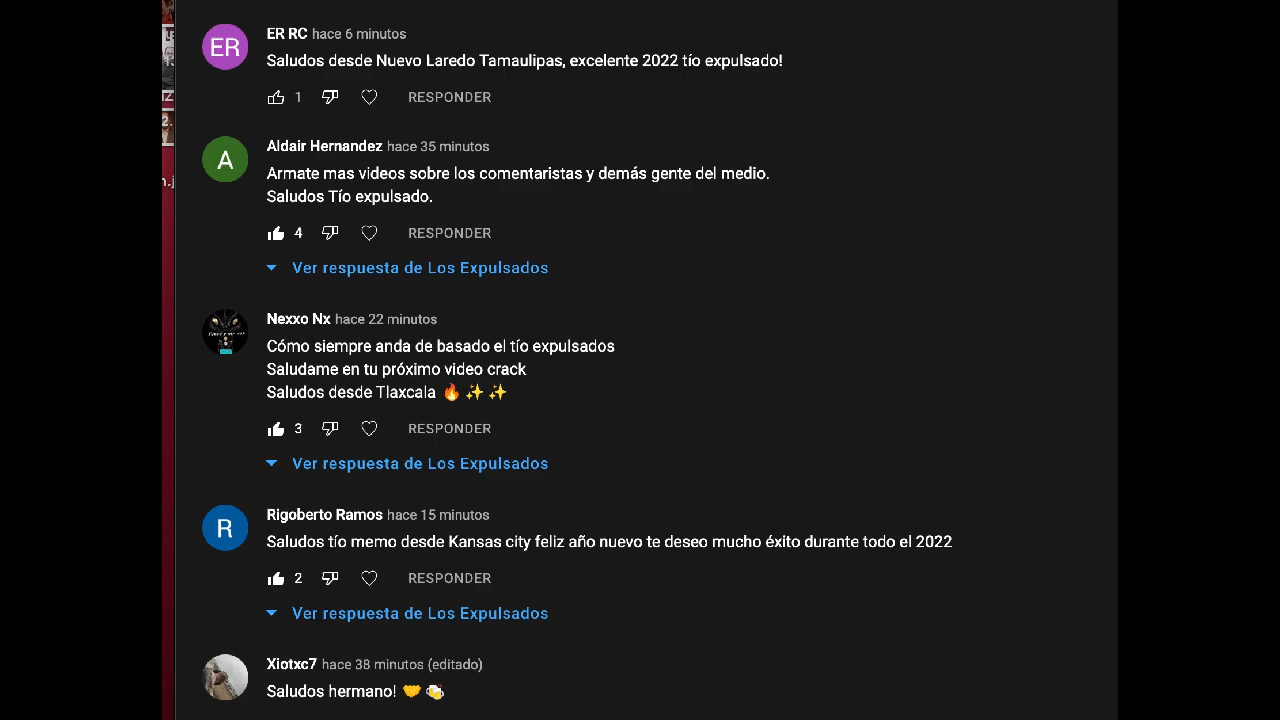 ER
ER RC hace 6 minutos
Saludos desde Nuevo Laredo Tamaulipas, excelente 2022 tío expulsado!
1 RESPONDER
A
Aldair Hernandez hace 35 minutos
Armate mas videos sobre los comentaristas y demás gente del medio.
Saludos Tío expulsado.
4 RESPONDER
Ver respuesta de Los Expulsados
Nexxo Nx hace 22 minutos
Cómo siempre anda de basado el tío expulsados
Saludame en tu próximo video crack
Saludos desde Tlaxcala 🔥✨✨
3 RESPONDER
Ver respuesta de Los Expulsados
R
Rigoberto Ramos hace 15 minutos
Saludos tío memo desde Kansas city feliz año nuevo te deseo mucho éxito durante todo el 2022
2 RESPONDER
Ver respuesta de Los Expulsados
Xiotxc7 hace 38 minutos (editado)
Saludos hermano! 🤝🍻